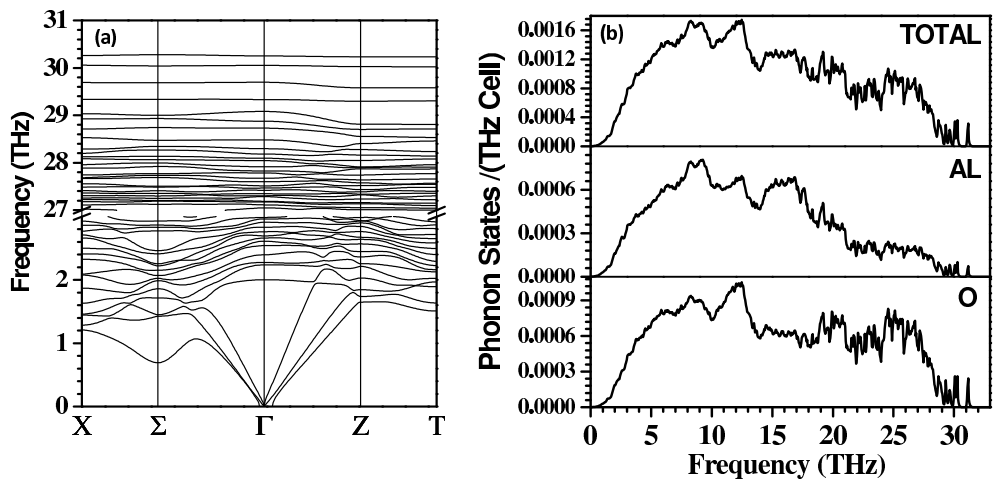 (a)
31
30
29
28
27
2
1
0
Frequency (THz)
X Σ Γ Z T
(b)
TOTAL
0.0016
0.0012
0.0008
0.0004
0.0000
AL
0.0006
0.0003
0.0000
O
0.0009
0.0006
0.0003
0.0000
Phonon States /(THz Cell)
0 5 10 15 20 25 30
Frequency (THz)